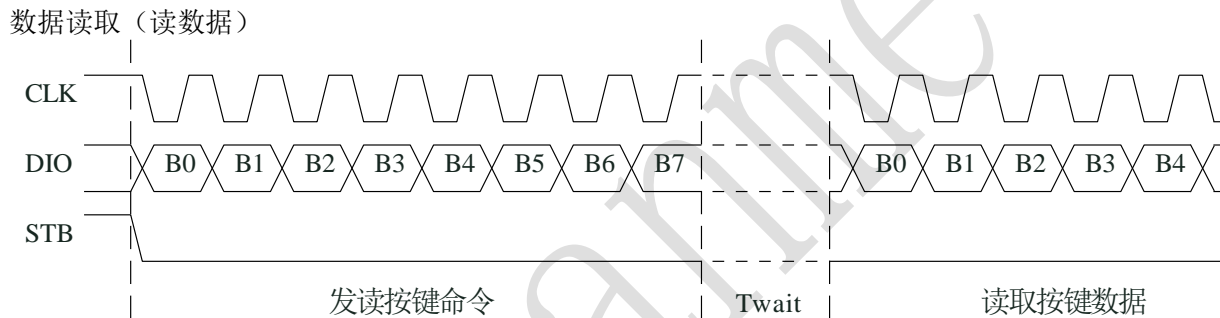 数据读取（读数据）
CLK
DIO B0 B1 B2 B3 B4 B5 B6 B7 B0 B1 B2 B3 B4
STB
发读按键命令 Twait 读取按键数据